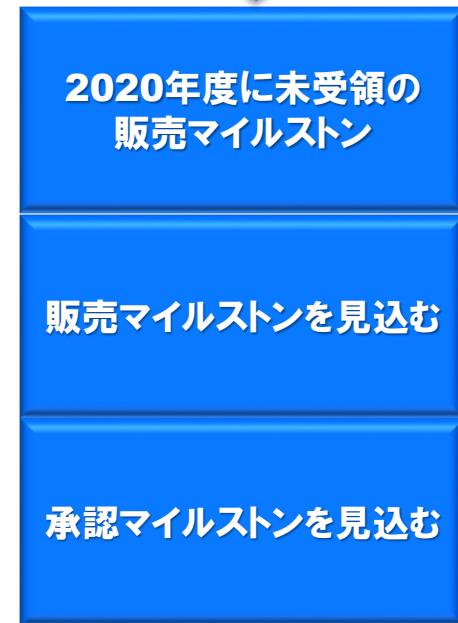 2020年度に未受領の
販売マイルストン
販売マイルストンを見込む
承認マイルストンを見込む